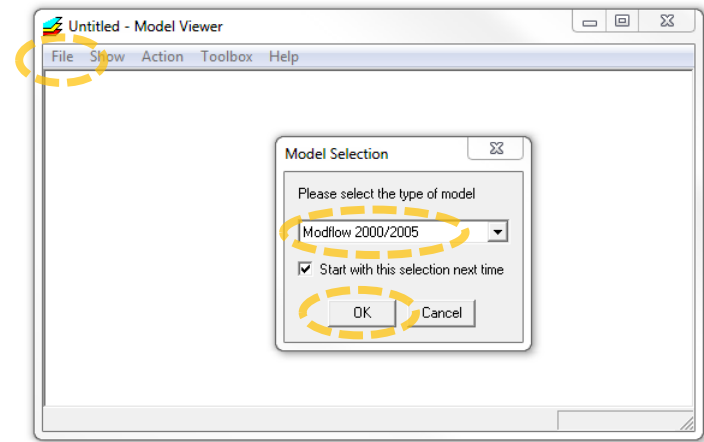 Untitled - Model Viewer
File Show Action Toolbox Help
Model Selection
Please select the type of model
Modflow 2000/2005
Start with this selection next time
OK Cancel